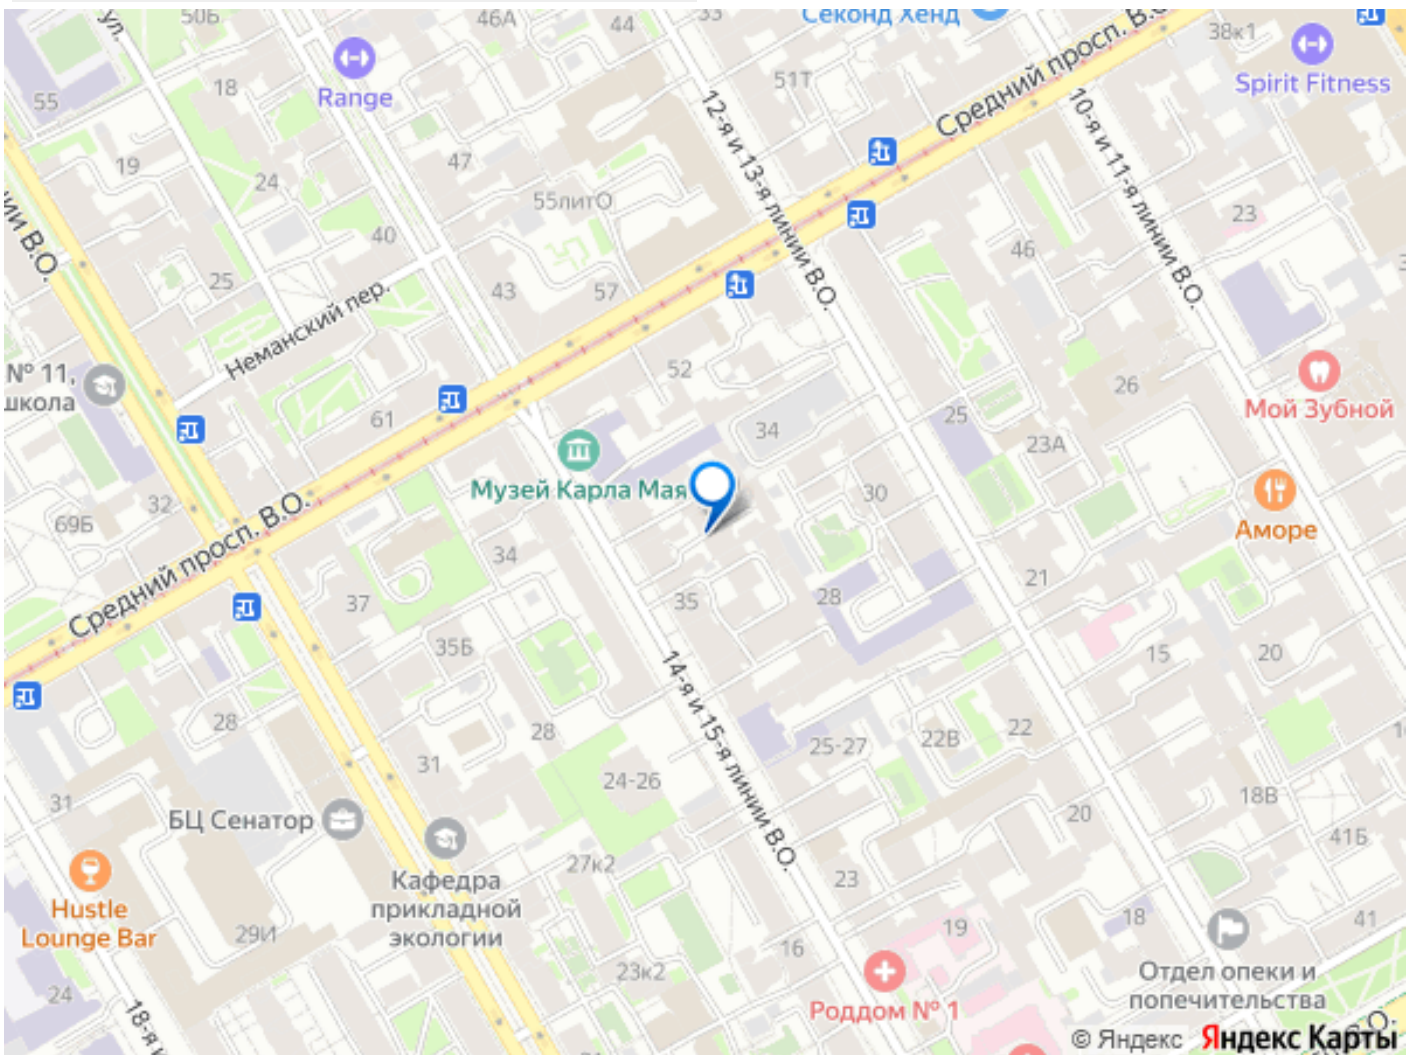 50Б
ул.
46А
44
33
Секонд Хенд
Средний просп. В.О.
38к1
Spirit Fitness
Range
55
18
51Т
12-я и 13-я линии В.О.
10-я и 11-я линии В.О.
19
47
24
55литО
40
23
46
ии В.О.
25
43
57
Неманский пер.
№ 11,
школа
52
26
Мой Зубной
61
25
34
23А
Музей Карла Мая
30
32
69Б
Аморе
Средний просп. В.О.
34
37
35
28
21
35Б
15
20
14-я и 15-я линии В.О.
28
28
25-27
22В
22
31
24-26
18В
31
БЦ Сенатор
20
41Б
27к2
23
Кафедра
прикладной
экологии
Hustle
Lounge Bar
29И
18
41
19
16
23к2
Отдел опеки и
попечительства
24
Роддом № 1
18-я и
21
В.О.
© Яндекс Яндекс Карты